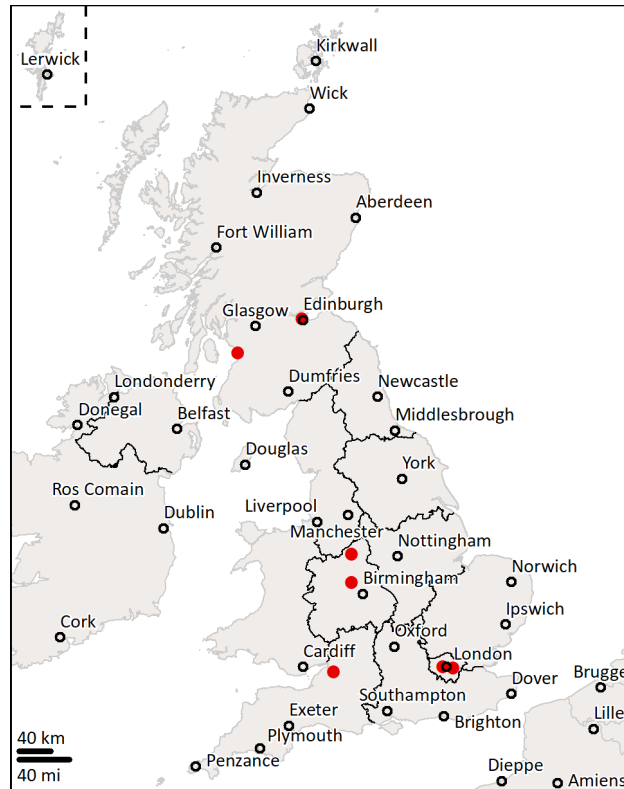 Kirkwall
Lerwick
Wick
Inverness
Aberdeen
Fort William
Edinburgh
Glasgow
Londonderry
Dumfries
Newcastle
Donegal
Belfast
Middlesbrough
Douglas
York
Ros Comain
Liverpool
Dublin
Manchester
Nottingham
Birmingham
Norwich
Ipswich
Cork
Oxford
Cardiff
London
Brugge
Dover
Southampton
Exeter
Lille
Brighton
Plymouth
40 km
Penzance
Dieppe
40 mi
Amiens